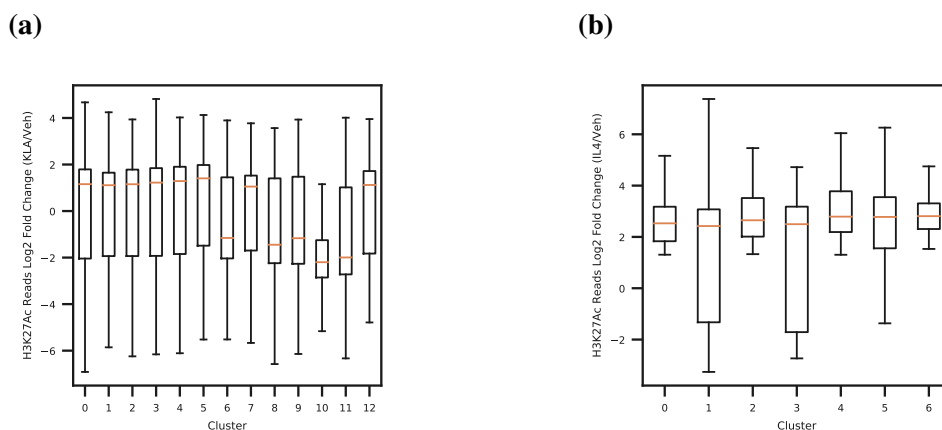 (a)
H3K27Ac Reads Log2 Fold Change (KLA/Veh)
4
2
0
−2
−4
−6
0 1 2 3 4 5 6 7 8 9 10 11 12
Cluster
(b)
H3K27Ac Reads Log2 Fold Change (IL4/Veh)
6
4
2
0
−2
0 1 2 3 4 5 6
Cluster